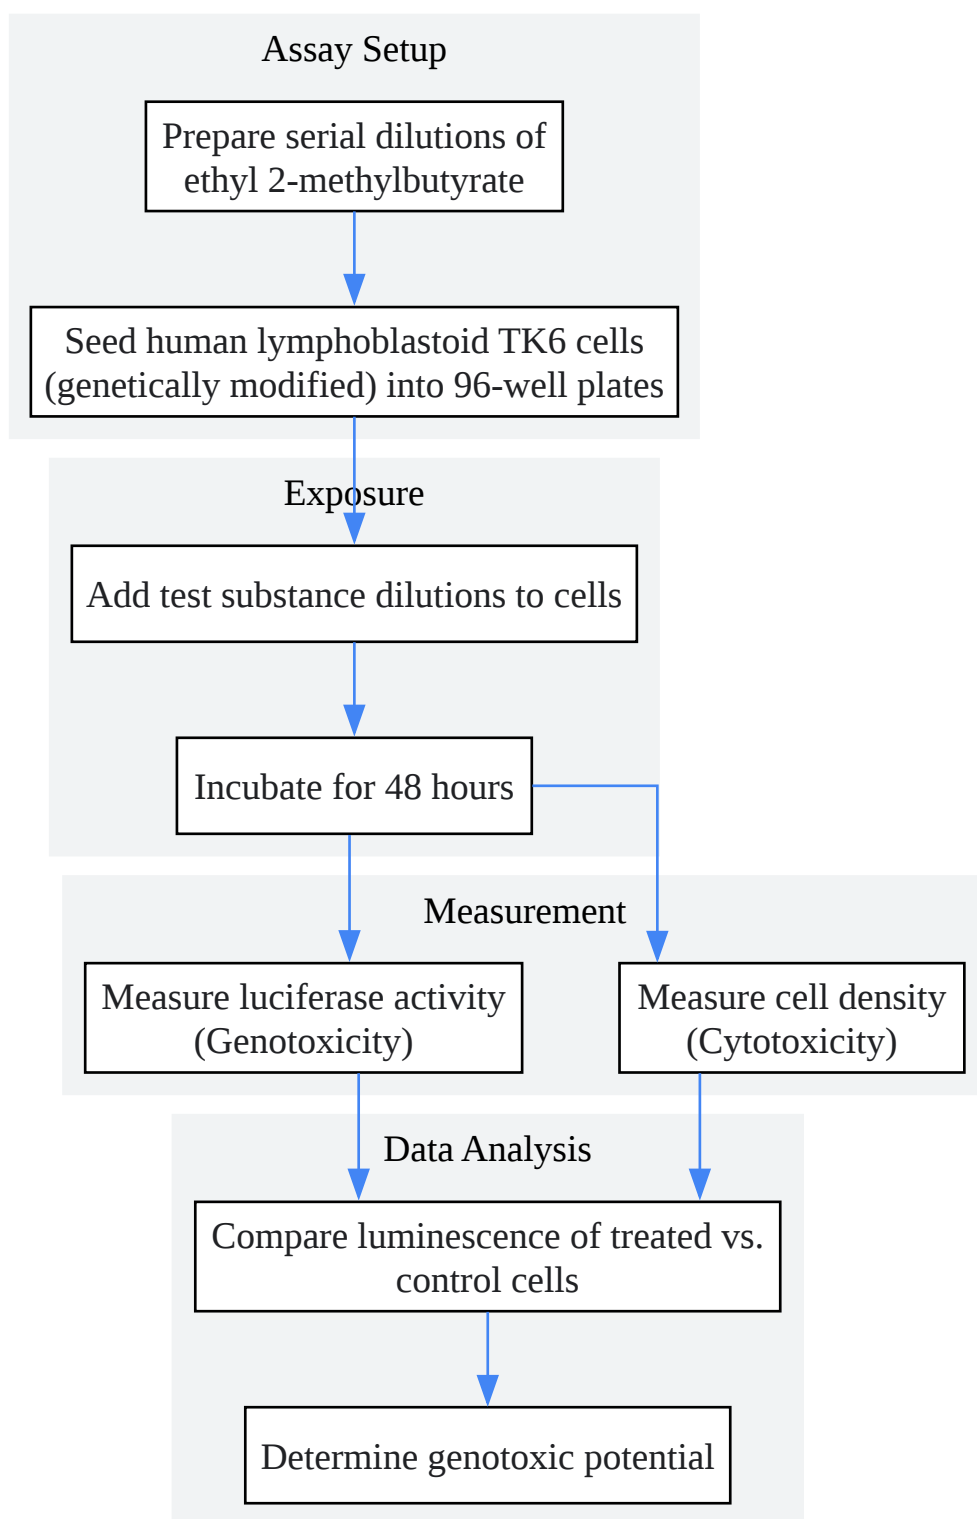 Assay Setup
Prepare serial dilutions of
ethyl 2-methylbutyrate
Seed human lymphoblastoid TK6 cells
(genetically modified) into 96-well plates
Exposure
Add test substance dilutions to cells
Incubate for 48 hours
Measurement
Measure luciferase activity
(Genotoxicity)
Measure cell density
(Cytotoxicity)
Data Analysis
Compare luminescence of treated vs.
control cells
Determine genotoxic potential